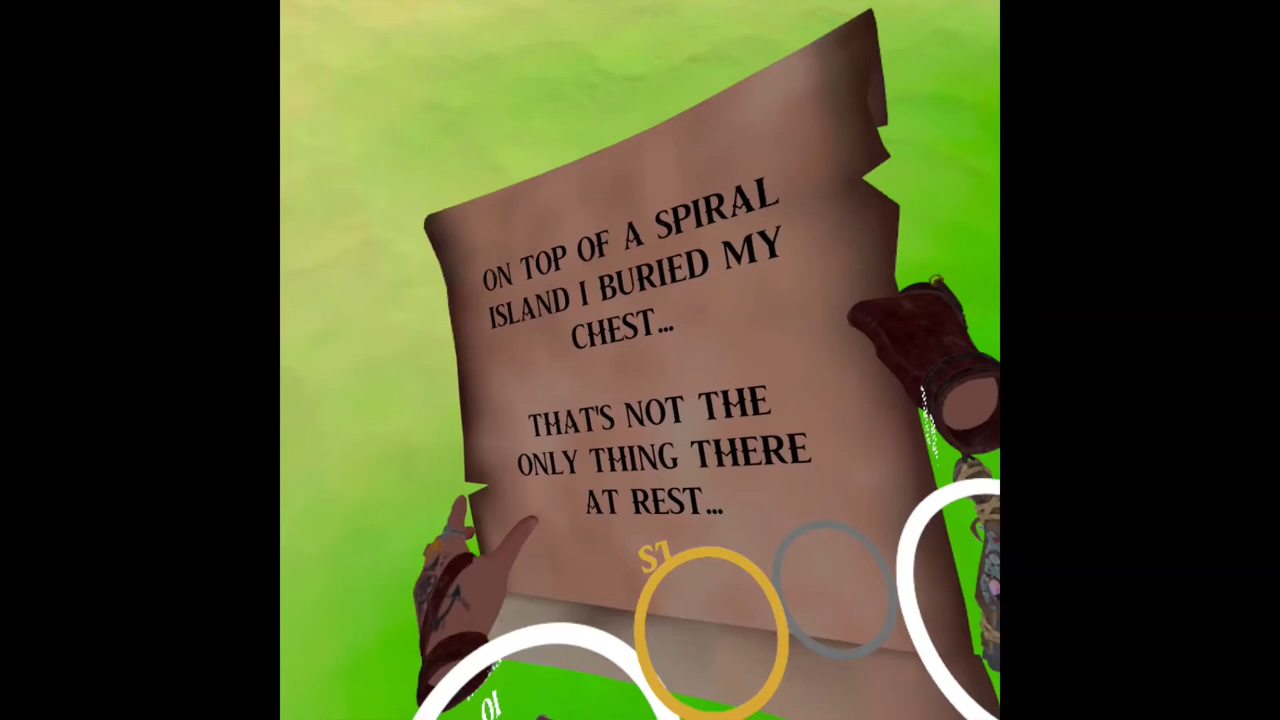 ON TOP OF A SPIRAL
ISLAND I BURIED MY
CHEST...
THAT'S NOT THE
ONLY THING THERE
AT REST...